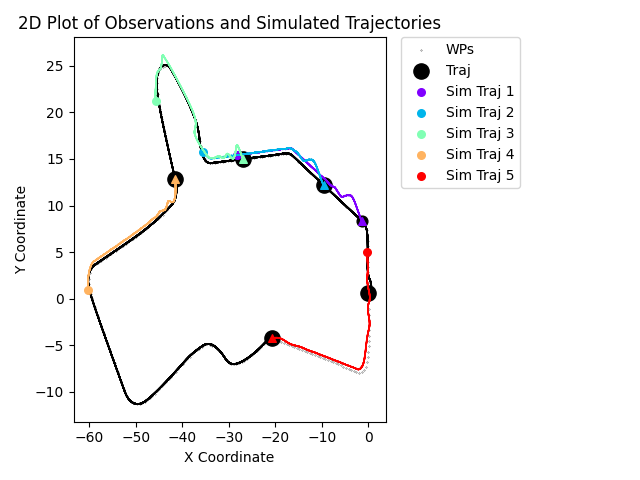 2D Plot of Observations and Simulated Trajectories
25
20
15
10
5
0
−5
−10
Y Coordinate
−60
−50
−40
−30
−20
−10
0
X Coordinate
WPs
Traj
Sim Traj 1
Sim Traj 2
Sim Traj 3
Sim Traj 4
Sim Traj 5